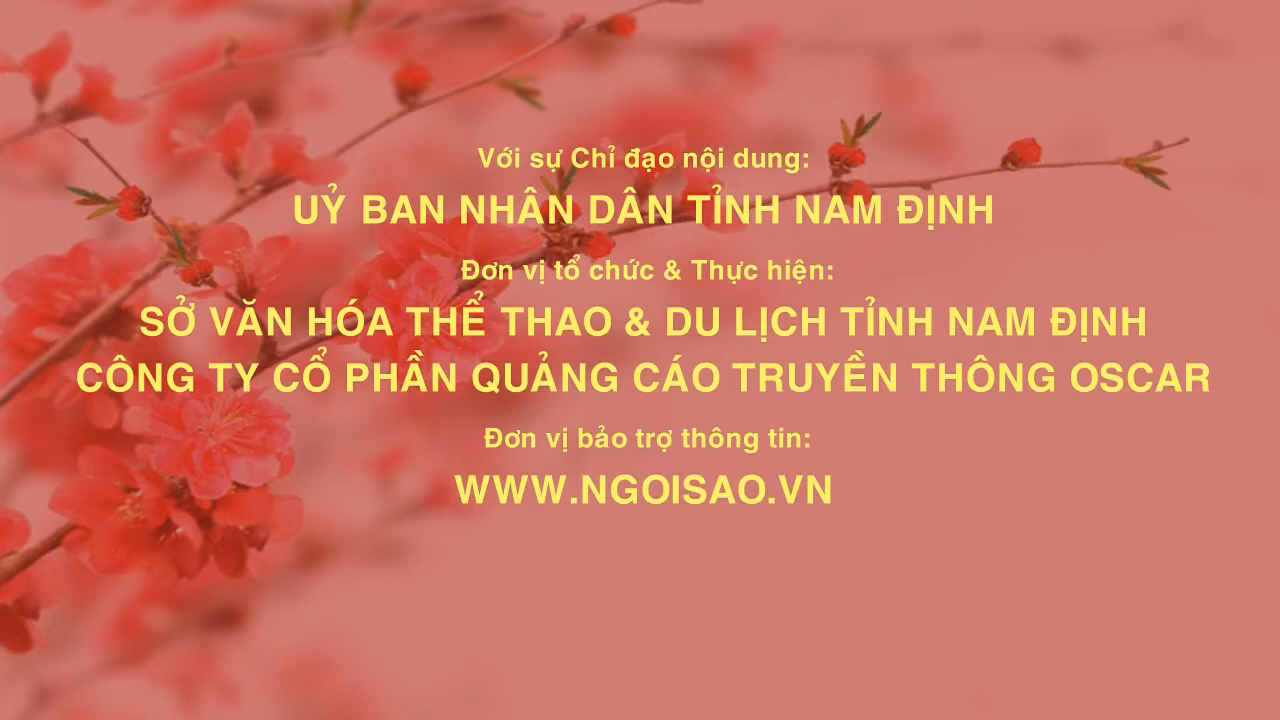 Với sự Chỉ đạo nội dung:
UỶ BAN NHÂN DÂN TỈNH NAM ĐỊNH
Đơn vị tổ chức & Thực hiện:
SỞ VĂN HÓA THỂ THAO & DU LỊCH TỈNH NAM ĐỊNH
CÔNG TY CỔ PHẦN QUẢNG CÁO TRUYỀN THÔNG OSCAR
Đơn vị bảo trợ thông tin:
WWW.NGOISAO.VN